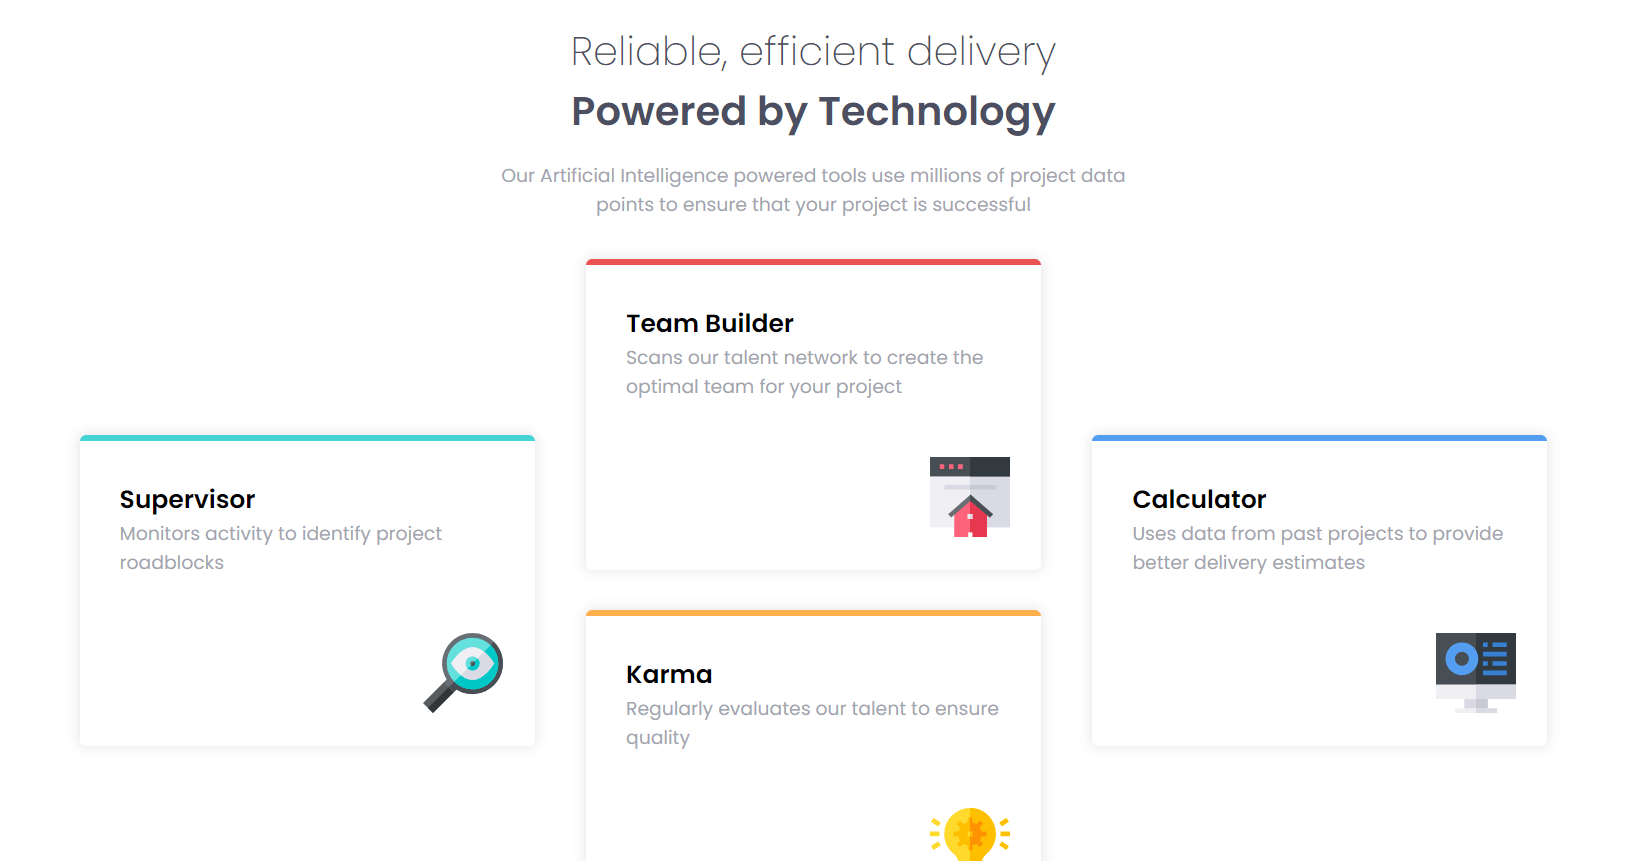 Reliable, efficient delivery
Powered by Technology
Our Artificial Intelligence powered tools use millions of project data
points to ensure that your project is successful
Team Builder
Scans our talent network to create the
optimal team for your project
Supervisor
Monitors activity to identify project
roadblocks
Calculator
Uses data from past projects to provide
better delivery estimates
Karma
Regularly evaluates our talent to ensure
quality